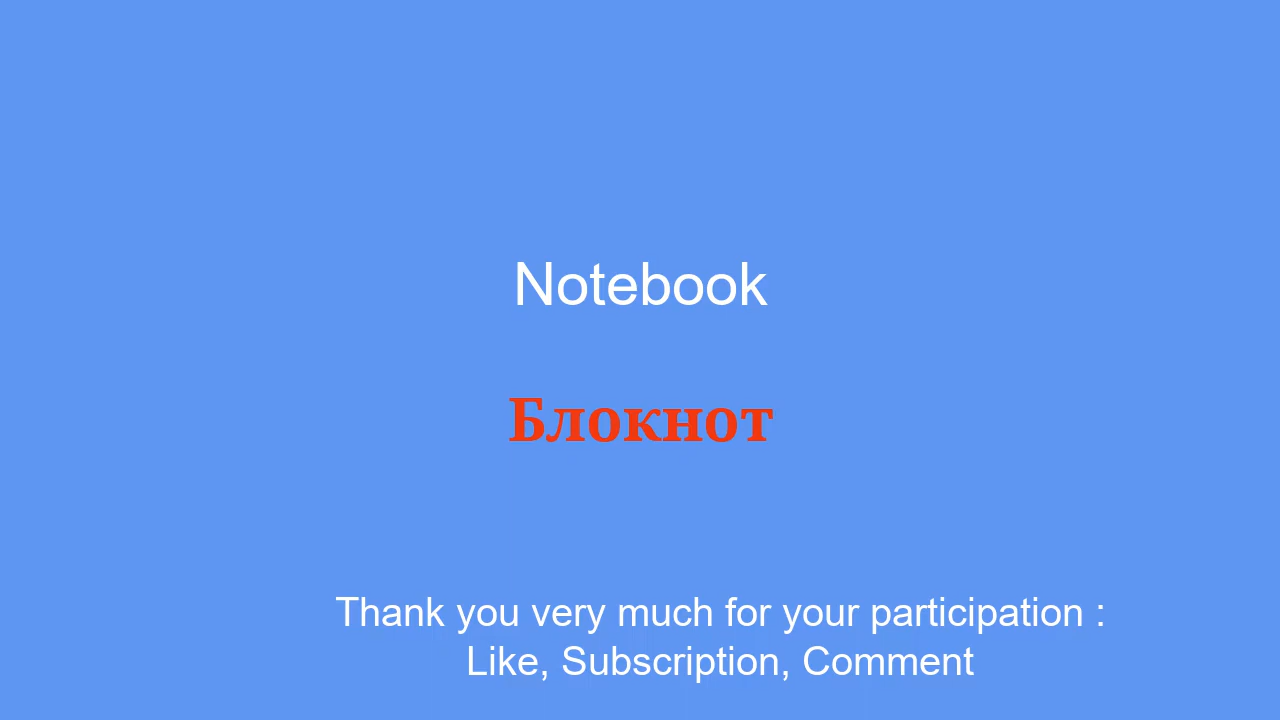 Notebook
Блокнот
Thank you very much for your participation :
Like, Subscription, Comment